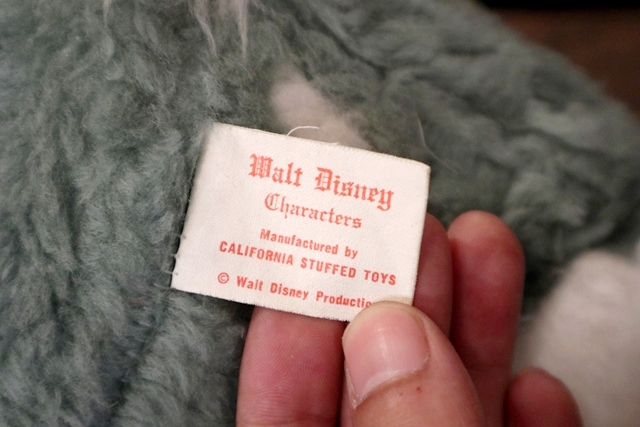 Walt Disney
Characters
Manufactured by
CALIFORNIA STUFFED TOYS
© Walt Disney